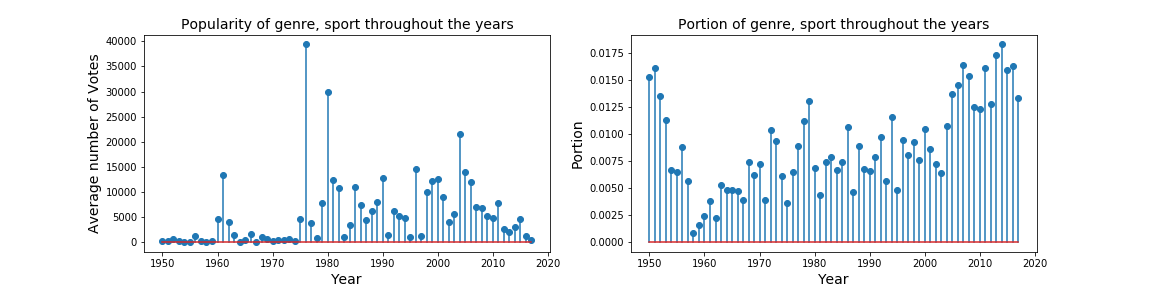 Popularity of genre, sport throughout the years
Average number of Votes
40000
35000
30000
25000
20000
15000
10000
5000
0
1950 1960 1970 1980 1990 2000 2010 2020
Year
Portion of genre, sport throughout the years
Portion
0.0175
0.0150
0.0125
0.0100
0.0075
0.0050
0.0025
0.0000
1950 1960 1970 1980 1990 2000 2010 2020
Year